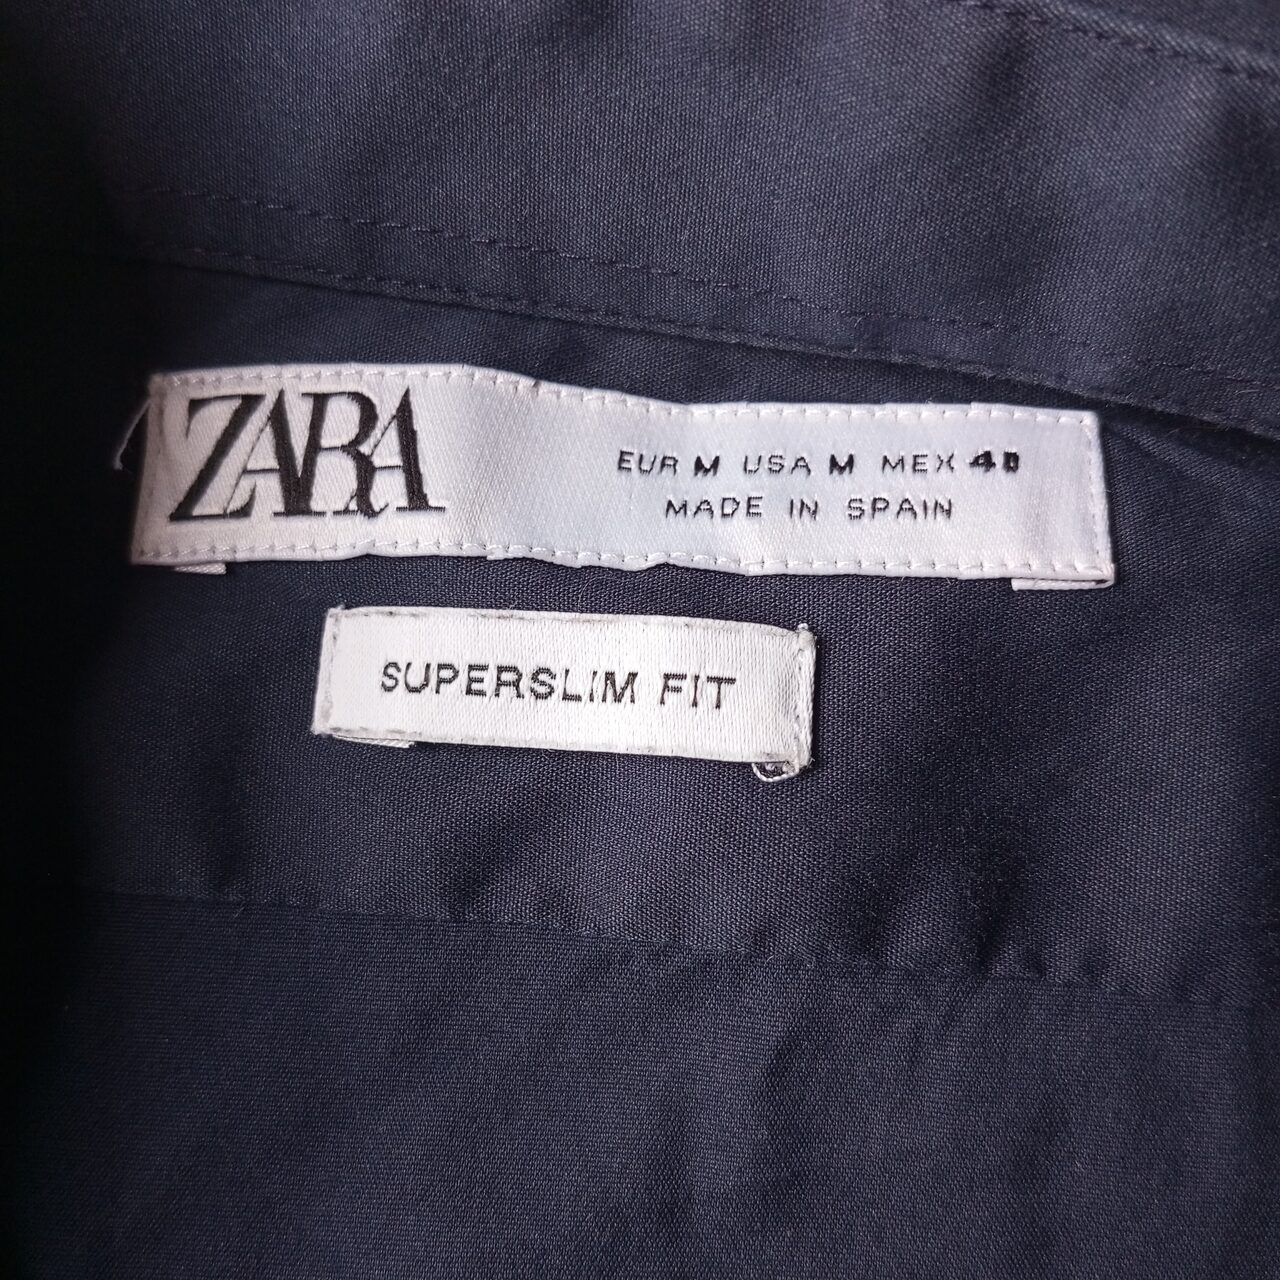 ZARA
EUR M USA M MEX 40
MADE IN SPAIN
SUPERSLIM FIT